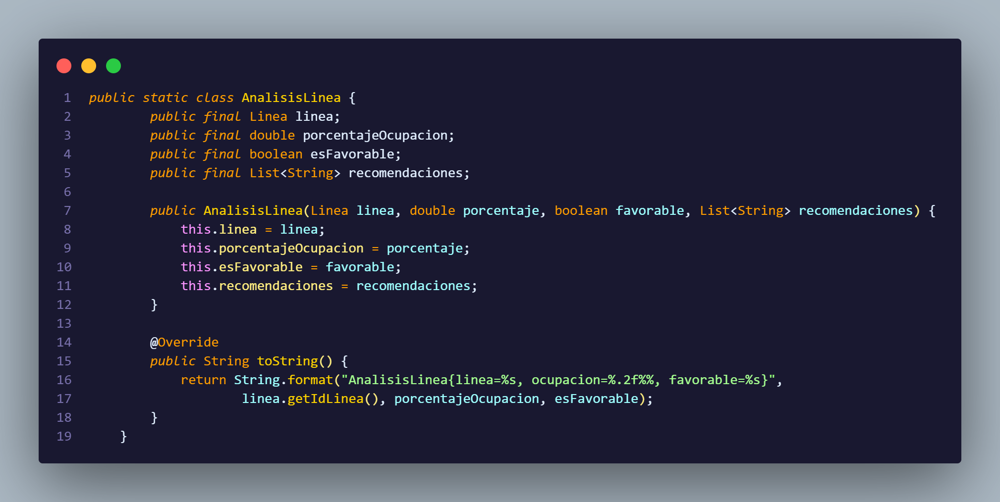 1 public static class AnalisisLinea {
2 public final Linea linea;
3 public final double porcentajeOcupacion;
4 public final boolean esFavorable;
5 public final List<String> recomendaciones;
6
7 public AnalisisLinea(Linea linea, double porcentaje, boolean favorable, List<String> recomendaciones) {
8 this.linea = linea;
9 this.porcentajeOcupacion = porcentaje;
10 this.esFavorable = favorable;
11 this.recomendaciones = recomendaciones;
12 }
13
14 @Override
15 public String toString() {
16 return String.format("AnalisisLinea{linea=%s, ocupacion=%.2f%%, favorable=%s}",
17 linea.getIdLinea(), porcentajeOcupacion, esFavorable);
18 }
19 }